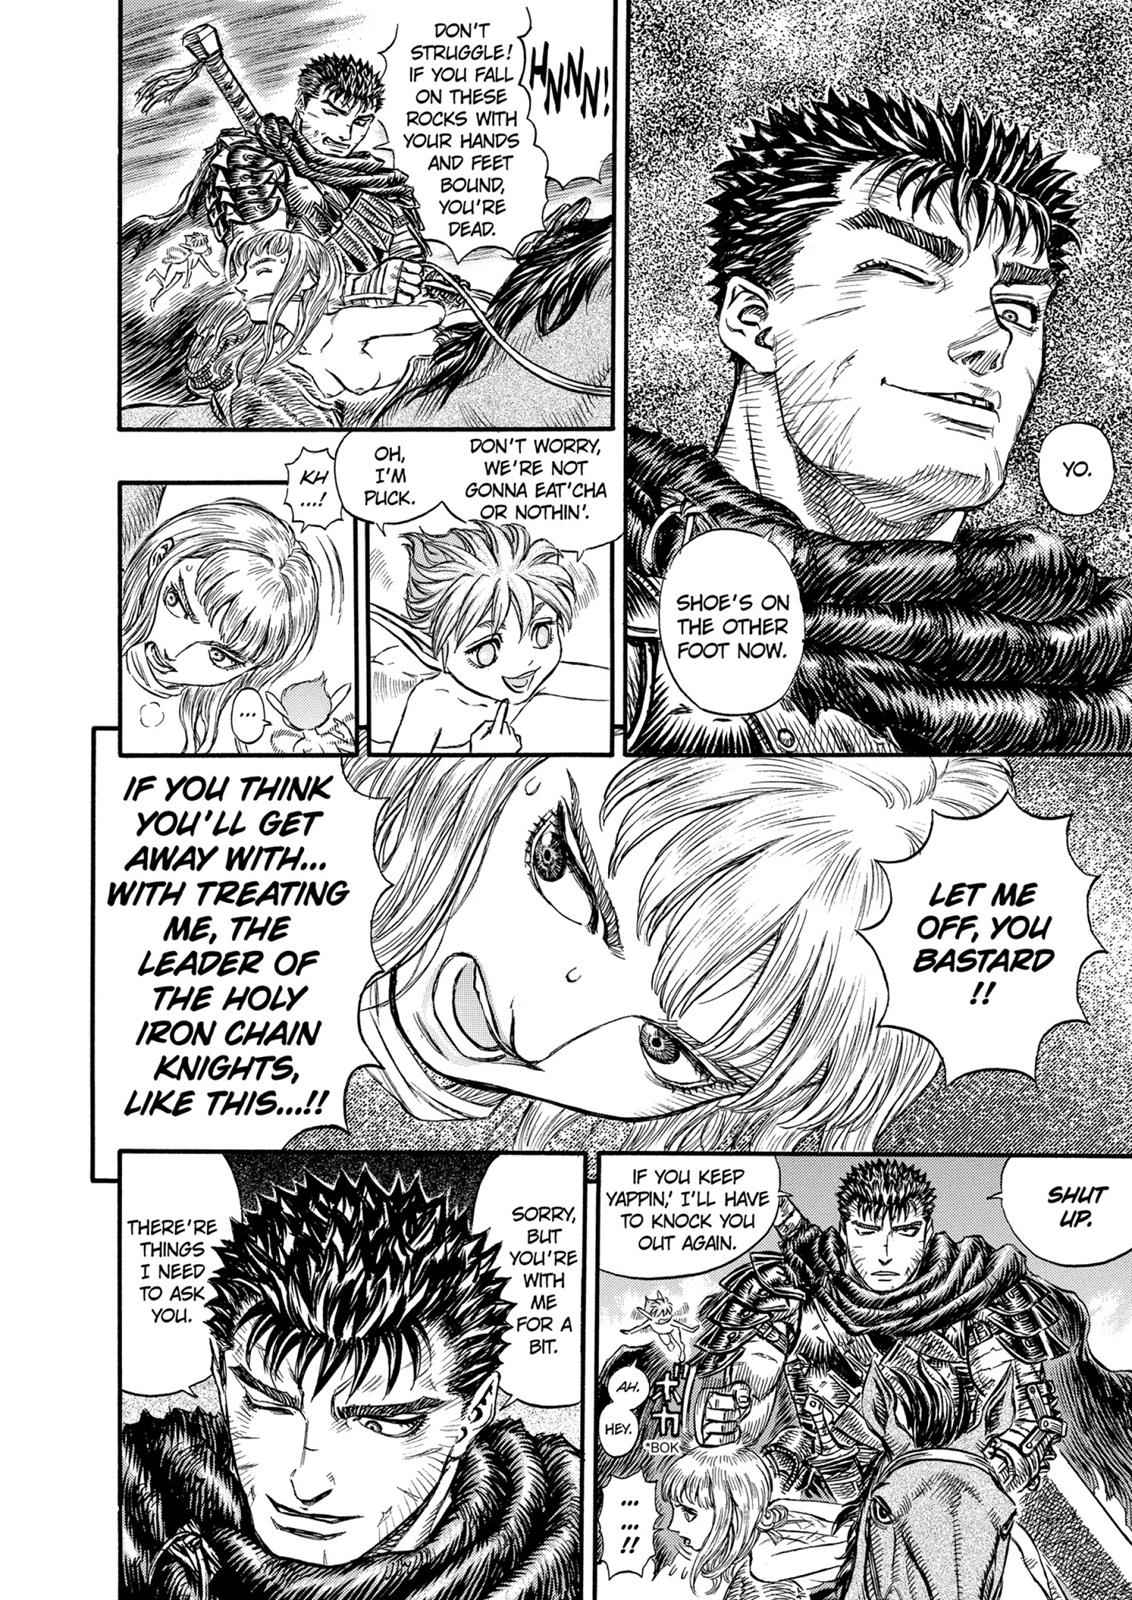 YO.
SHOE'S ON
THE OTHER
FOOT NOW.
HNNN!
DON'T
STRUGGLE!
IF YOU FALL
ON THESE
ROCKS WITH
YOUR HANDS
AND FEET
BOUND,
YOU'RE
DEAD.
DON'T WORRY,
WE'RE NOT
GONNA EAT'CHA
OR NOTHIN'.
OH,
I'M
PUCK.
KH
...!
...
LET ME
OFF, YOU
BASTARD
!!
IF YOU THINK
YOU'LL GET
AWAY WITH...
WITH TREATING
ME, THE
LEADER OF
THE HOLY
IRON CHAIN
KNIGHTS,
LIKE THIS...!!
SHUT
UP.
IF YOU KEEP
YAPPIN,' I'LL HAVE
TO KNOCK YOU
OUT AGAIN.
AH.
HEY.
*BOK
...
...
!!
SORRY,
BUT
YOU'RE
WITH
ME
FOR A
BIT.
THERE'RE
THINGS
I NEED
TO ASK
YOU.